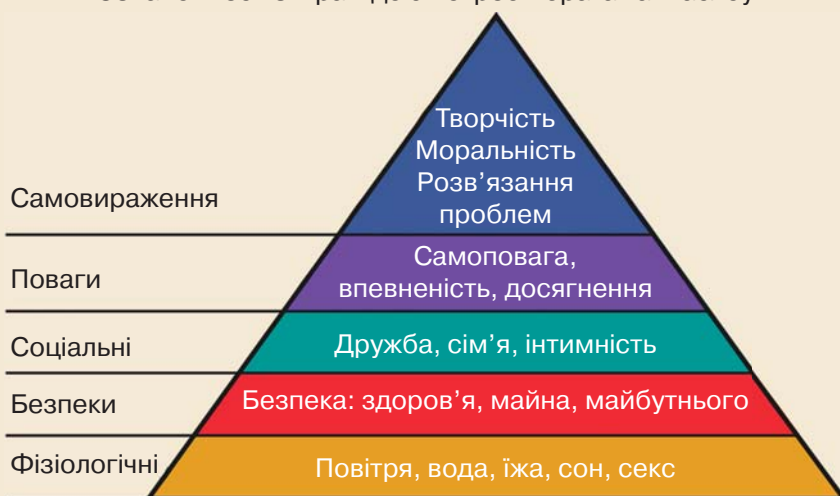 Творчість
Моральність
Розв’язання
проблем
Самовираження
Самоповага,
впевненість, досягнення
Поваги
Дружба, сім’я, інтимність
Соціальні
Безпека: здоров’я, майна, майбутнього
Безпеки
Повітря, вода, їжа, сон, секс
Фізіологічні